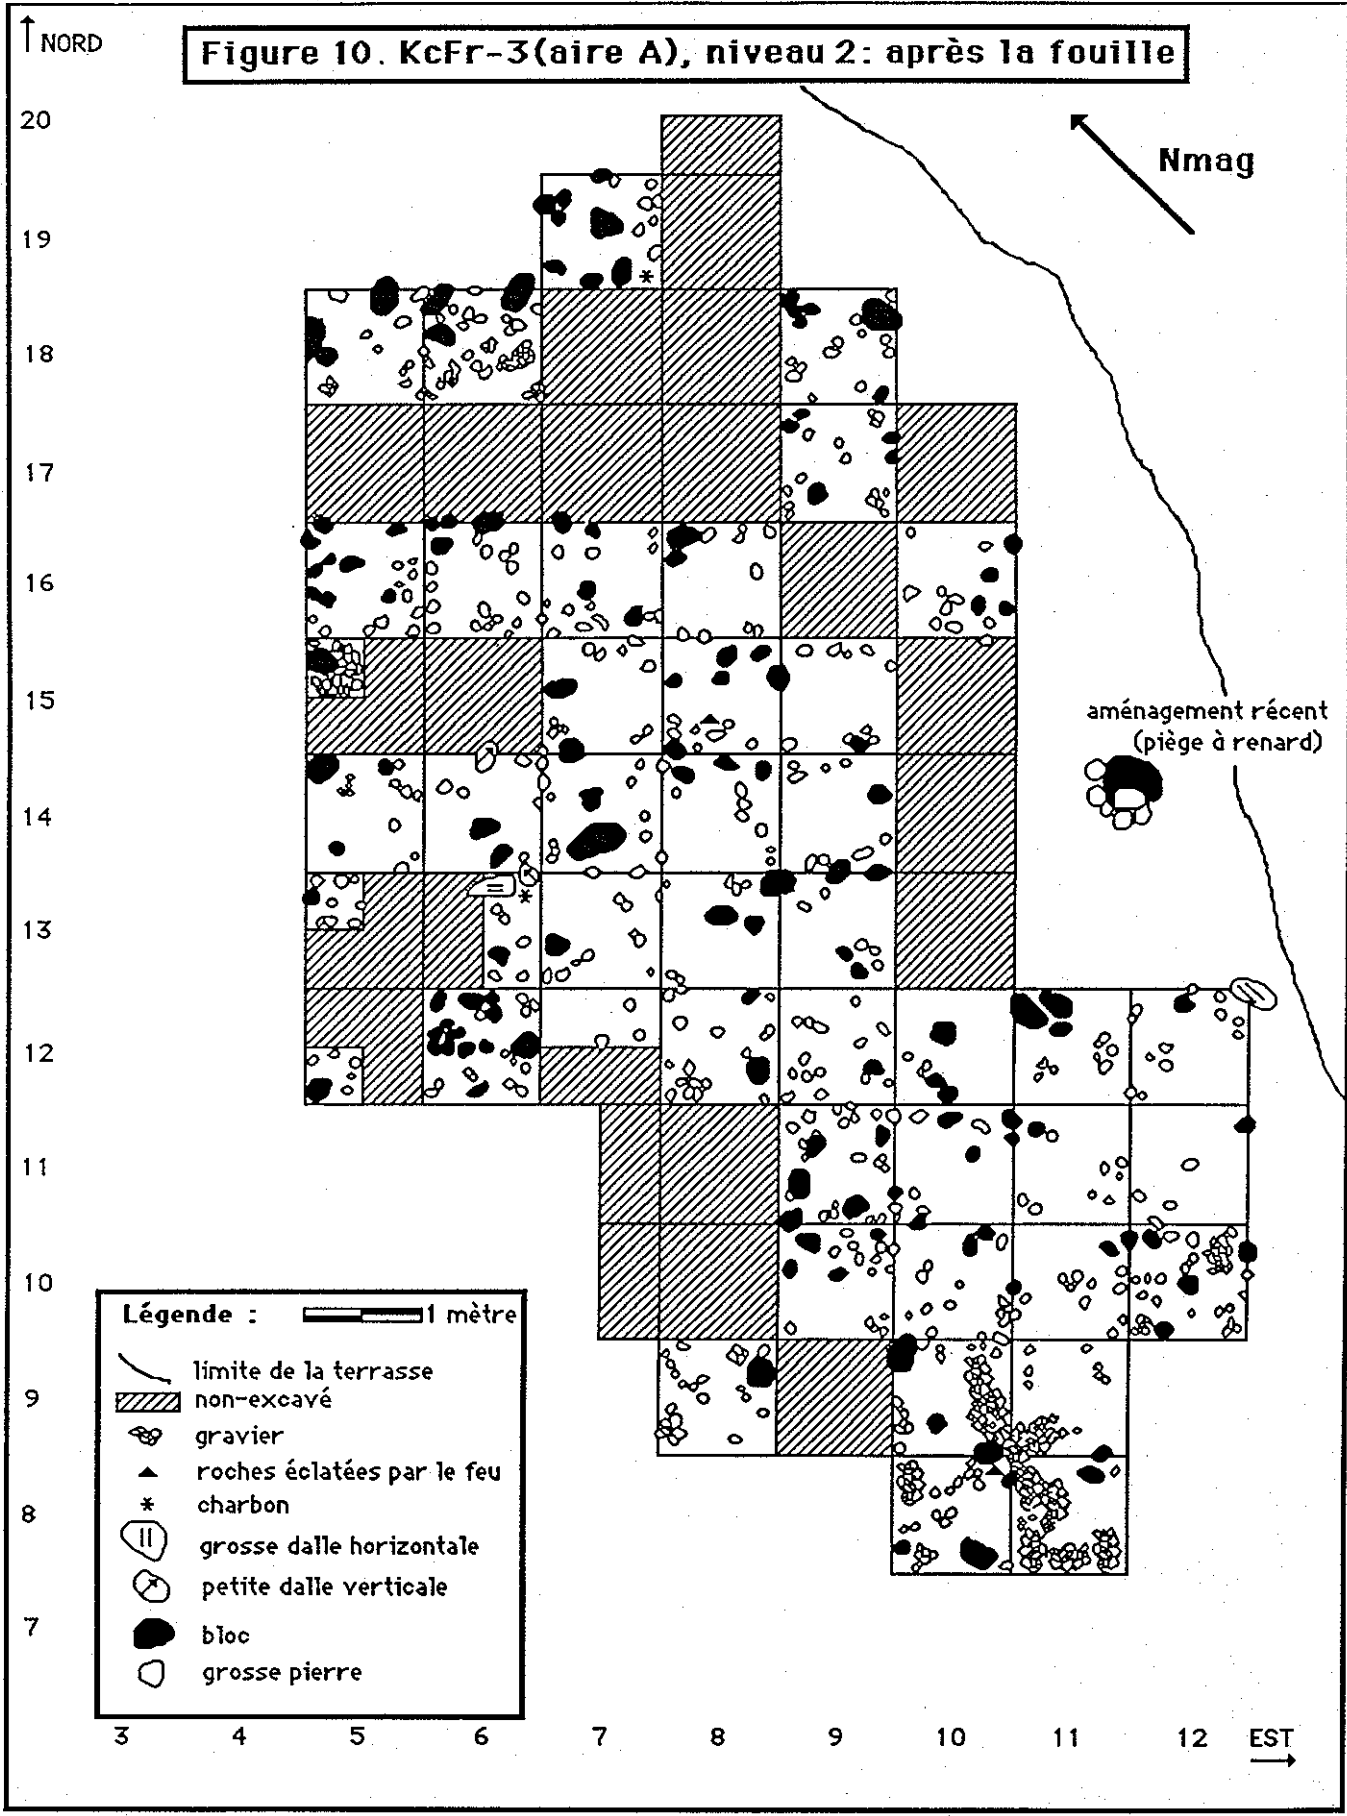 NORD
Figure 10. KcFr-3(aire A), niveau 2: après la fouille
Nmag
20
19
18
17
16
15
14
13
12
11
10
9
8
7
aménagement récent
(piège à renard)
Légende :
1 mètre
limite de la terrasse
non-excavé
gravier
roches éclatées par le feu
charbon
grosse dalle horizontale
petite dalle verticale
bloc
grosse pierre
3 4 5 6 7 8 9 10 11 12 EST